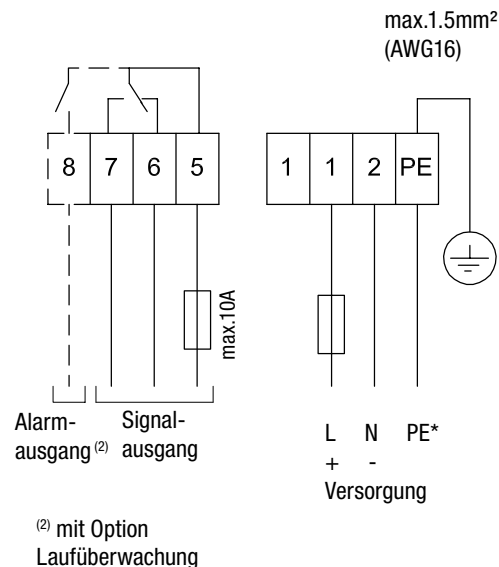 max.1.5mm²
(AWG16)
8 7 6 5 1 1 2 PE
max.10A
Alarm-
ausgang (2)
Signal-
ausgang
L N PE*
+ -
Versorgung
(2) mit Option
Laufüberwachung